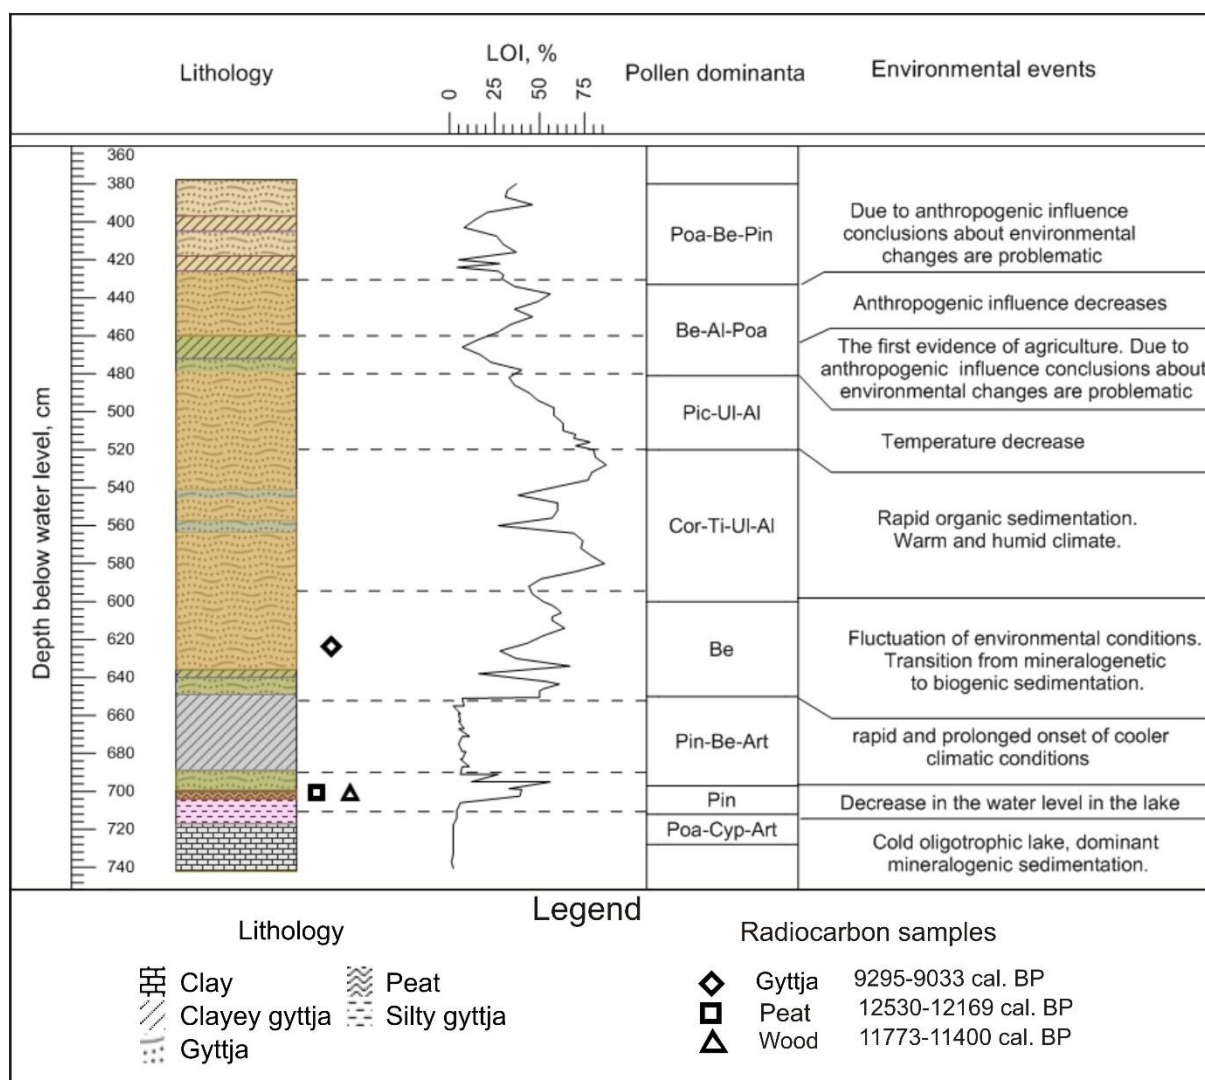 Lithology
LOI, %
Pollen dominanta
Environmental events
0
25
50
75
Depth below water level, cm
360
380
400
420
440
460
480
500
520
540
560
580
600
620
640
660
680
700
720
740
Poa-Be-Pin
Be-Al-Poa
Pic-Ul-Al
Cor-Ti-Ul-Al
Be
Pin-Be-Art
Pin
Poa-Cyp-Art
Due to anthropogenic influence
conclusions about environmental
changes are problematic
Anthropogenic influence decreases
The first evidence of agriculture. Due to
anthropogenic influence conclusions about
environmental changes are problematic
Temperature decrease
Rapid organic sedimentation.
Warm and humid climate.
Fluctuation of environmental conditions.
Transition from mineralogenetic
to biogenic sedimentation.
rapid and prolonged onset of cooler
climatic conditions
Decrease in the water level in the lake
Cold oligotrophic lake, dominant
mineralogenic sedimentation.
Legend
Lithology
Clay
Clayey gyttja
Gyttja
Peat
Silty gyttja
Radiocarbon samples
Gyttja 9295-9033 cal. BP
Peat 12530-12169 cal. BP
Wood 11773-11400 cal. BP